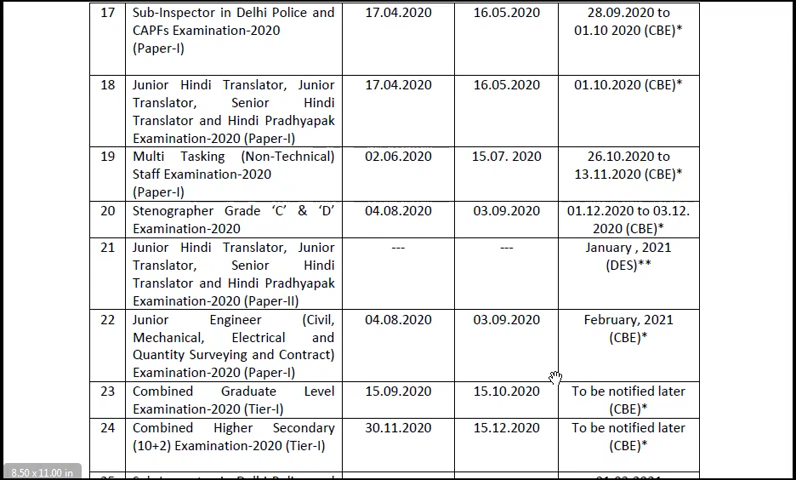 17 Sub-Inspector in Delhi Police and 17.04.2020 16.05.2020 28.09.2020 to
CAPFs Examination-2020 01.10 2020 (CBE)*
(Paper-I)
18 Junior Hindi Translator, Junior 17.04.2020 16.05.2020 01.10.2020 (CBE)*
Translator, Senior Hindi
Translator and Hindi Pradhyapak
Examination-2020 (Paper-I)
19 Multi Tasking (Non-Technical) 02.06.2020 15.07. 2020 26.10.2020 to
Staff Examination-2020 13.11.2020 (CBE)*
(Paper-I)
20 Stenographer Grade ‘C’ & ‘D’ 04.08.2020 03.09.2020 01.12.2020 to 03.12.
Examination-2020 2020 (CBE)*
21 Junior Hindi Translator, Junior --- --- January , 2021
Translator, Senior Hindi (DES)**
Translator and Hindi Pradhyapak
Examination-2020 (Paper-II)
22 Junior Engineer (Civil, 04.08.2020 03.09.2020 February, 2021
Mechanical, Electrical and (CBE)*
Quantity Surveying and Contract)
Examination-2020 (Paper-I)
23 Combined Graduate Level 15.09.2020 15.10.2020 To be notified later
Examination-2020 (Tier-I) (CBE)*
24 Combined Higher Secondary 30.11.2020 15.12.2020 To be notified later
(10+2) Examination-2020 (Tier-I) (CBE)*
8.50 x 11.00 in